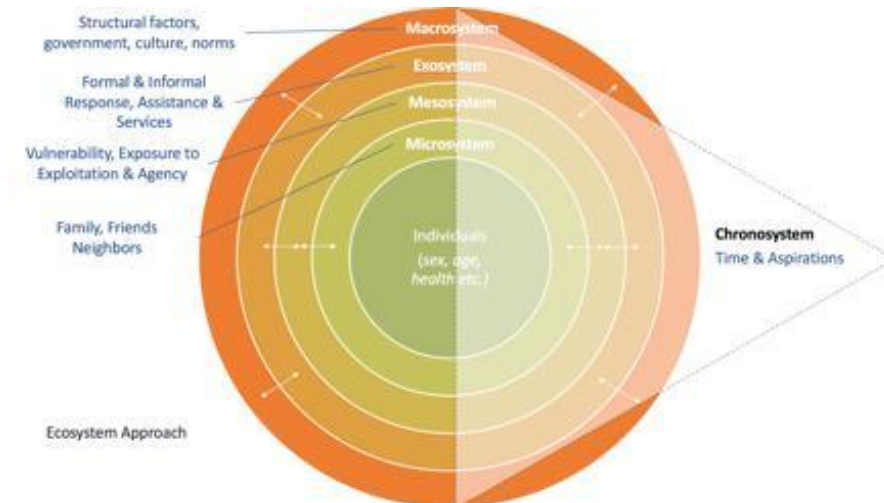 Structural factors,
government, culture, norms
Formal & Informal
Response, Assistance &
Services
Vulnerability, Exposure to
Exploitation & Agency
Family, Friends
Neighbors
Ecosystem Approach
Macrosystem
Exosystem
Mesosystem
Microsystem
Individuals
(sex, age,
health etc.)
Chronosystem
Time & Aspirations